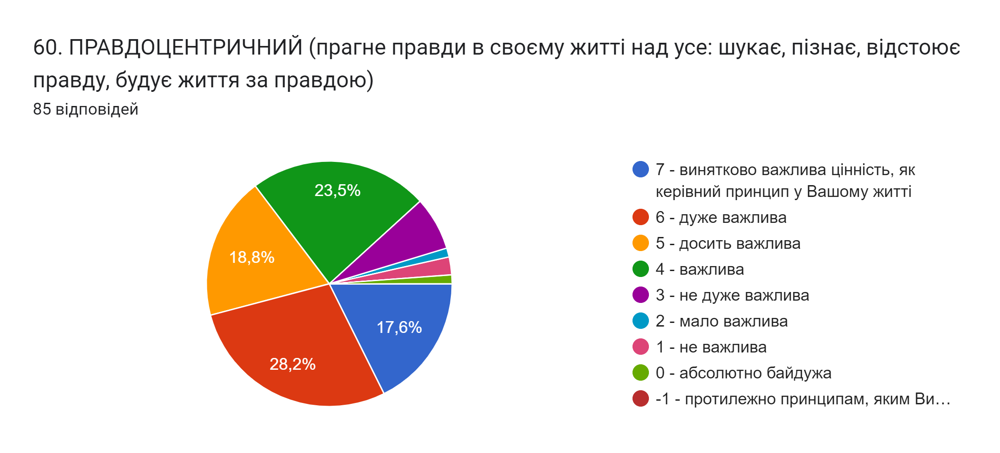 60. ПРАВДОЦЕНТРИЧНИЙ (прагне правди в своєму житті над усе: шукає, пізнає, відстоює
правду, будує життя за правдою)
85 відповідей
23,5%
18,8%
17,6%
28,2%
7 - винятково важлива цінність, як
керівний принцип у Вашому житті
6 - дуже важлива
5 - досить важлива
4 - важлива
3 - не дуже важлива
2 - мало важлива
1 - не важлива
0 - абсолютно байдужа
-1 - протилежно принципам, яким Ви…